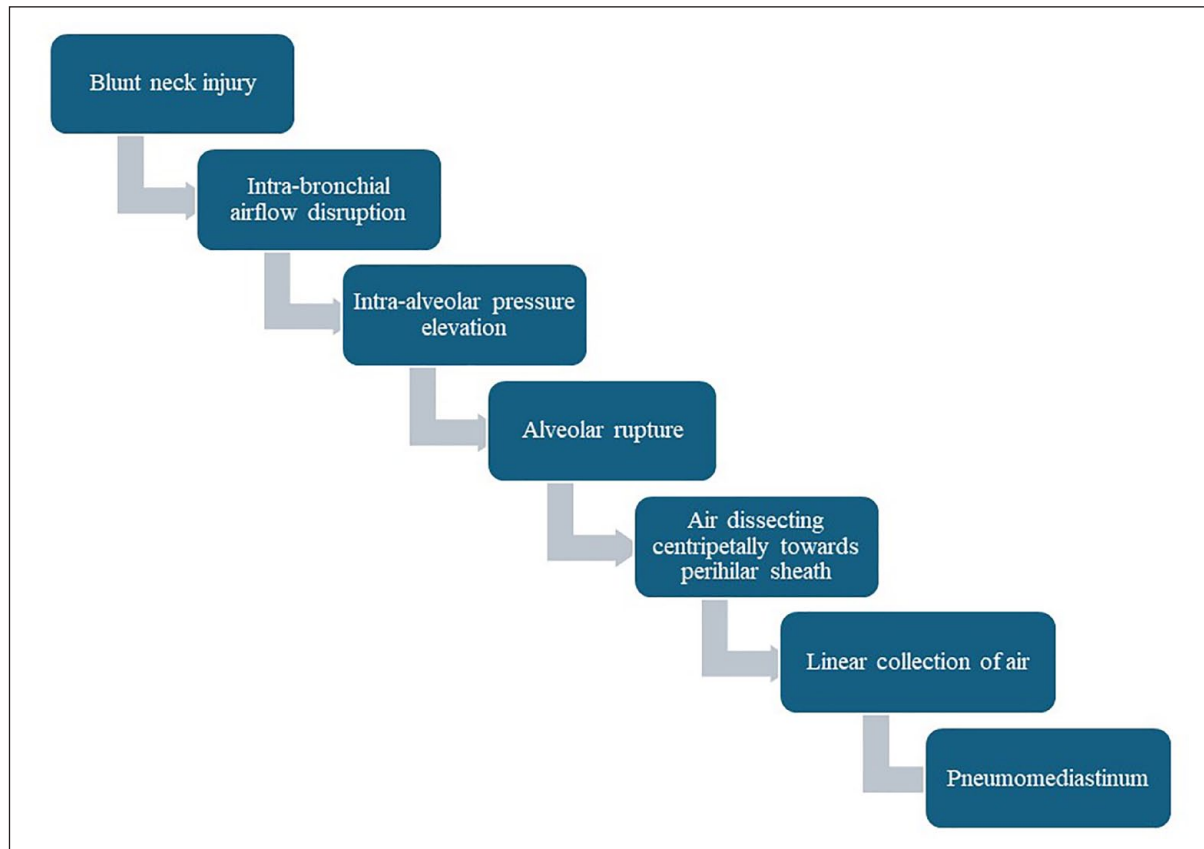 Blunt neck injury
Intra-bronchial
airflow disruption
Intra-alveolar pressure
elevation
Alveolar rupture
Air dissecting
centripetally towards
perihilar sheath
Linear collection of air
Pneumomediastinum